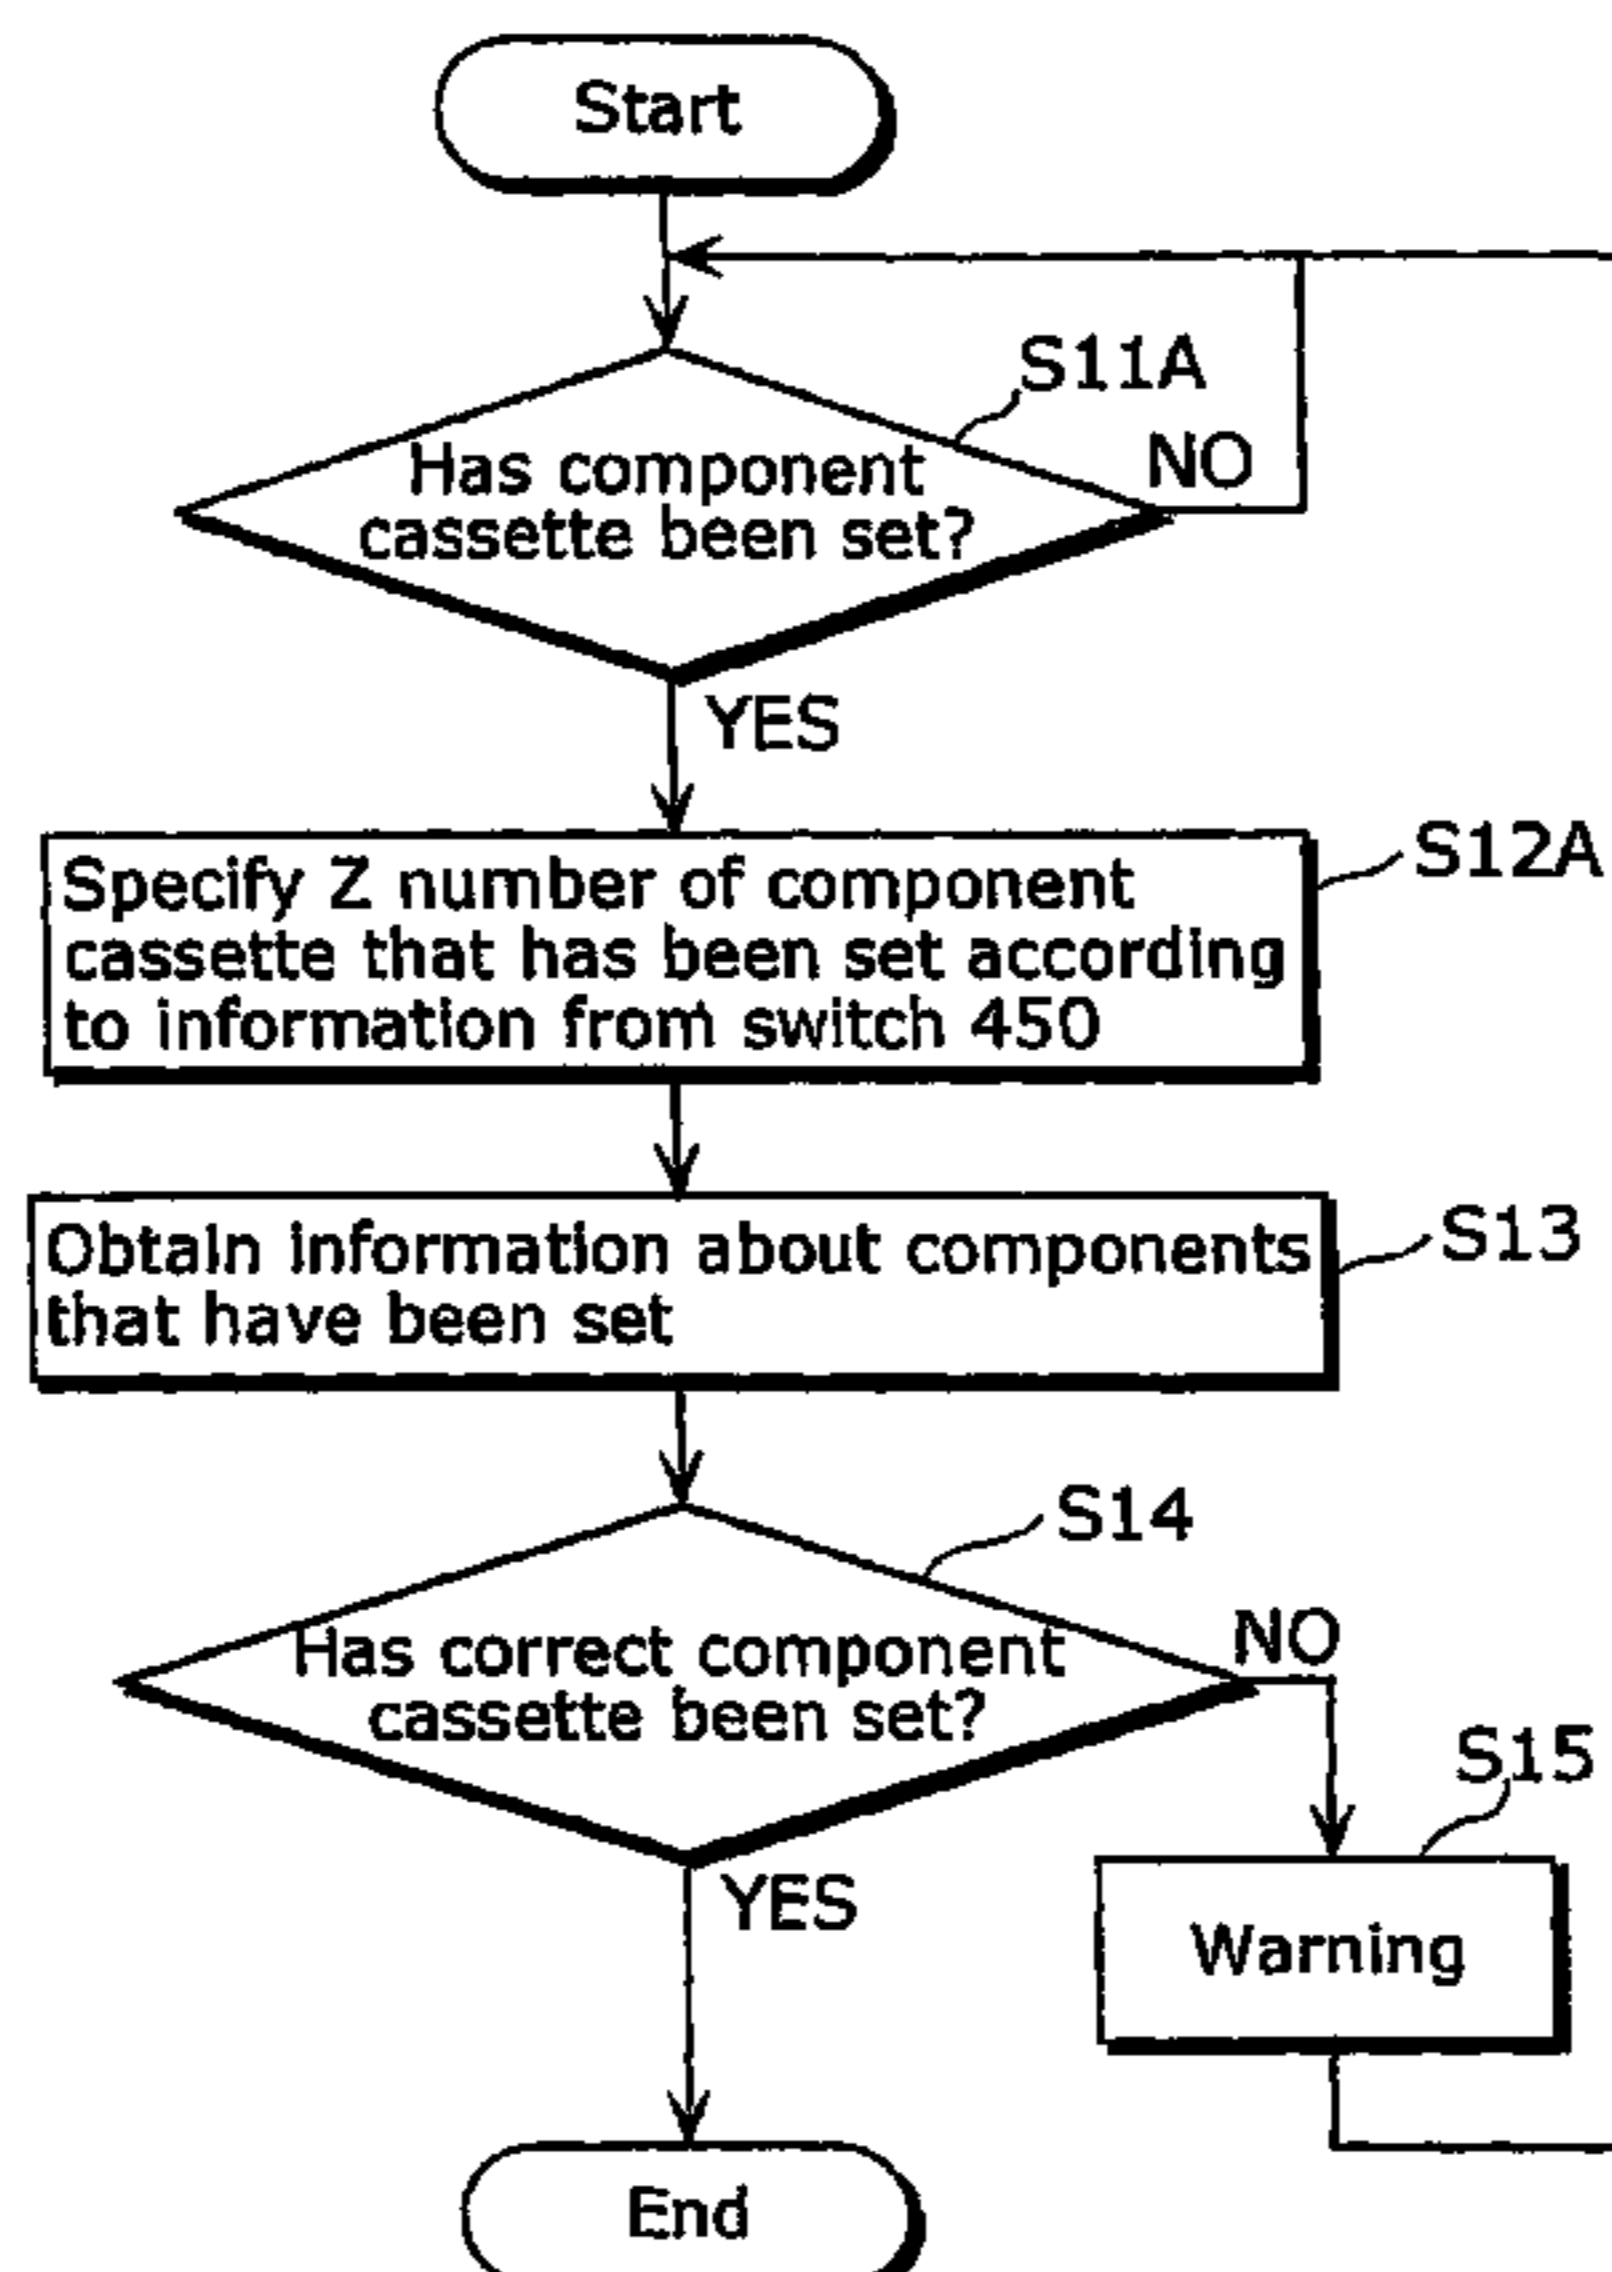 Start
S11A
Has component
cassette been set?
NO
YES
S12A
Specify Z number of component
cassette that has been set according
to information from switch 450
S13
Obtain information about components
that have been set
S14
Has correct component
cassette been set?
NO
S15
YES
Warning
End